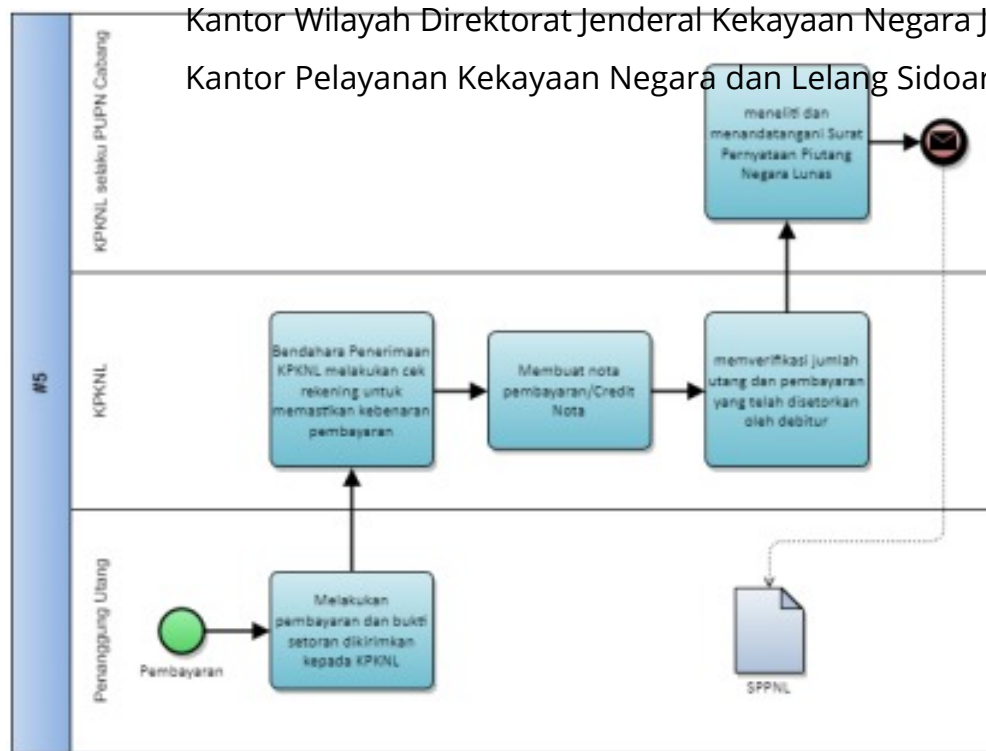 Kantor Wilayah Direktorat Jenderal Kekayaan Negara J
Kantor Pelayanan Kekayaan Negara dan Lelang Sidoar
#5
KPKNL selaku PUPN Cabang
meneliti dan
menandatangani Surat
Pernyataan Piutang
Negara Lunas
KPKNL
Bendahara Penerimaan
KPKNL melakukan cek
rekening untuk
memastikan kebenaran
pembayaran
Membuat nota
pembayaran/Credit
Nota
memverifikasi jumlah
utang dan pembayaran
yang telah disetorkan
oleh debitur
Penanggung Utang
Pembayaran
Melakukan
pembayaran dan bukti
setoran dikirimkan
kepada KPKNL
SPPNL